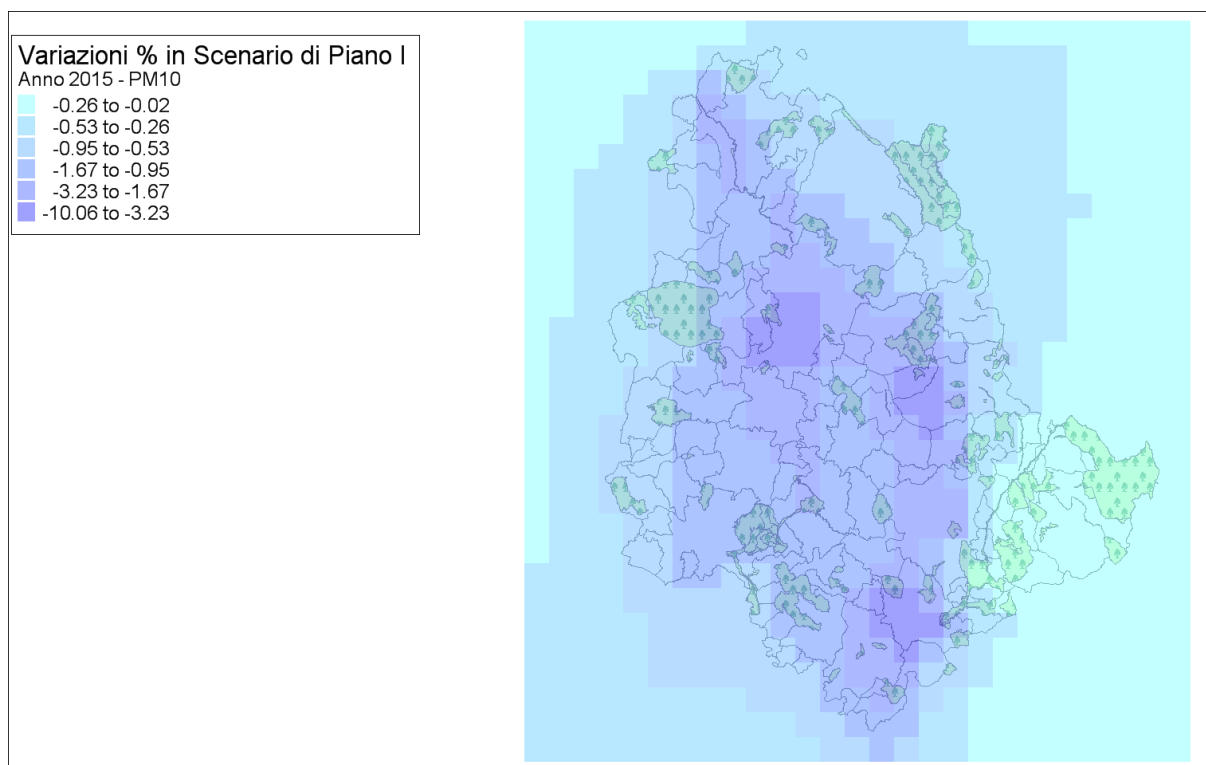 Variazioni % in Scenario di Piano I
Anno 2015 - PM10
-0.26 to -0.02
-0.53 to -0.26
-0.95 to -0.53
-1.67 to -0.95
-3.23 to -1.67
-10.06 to -3.23